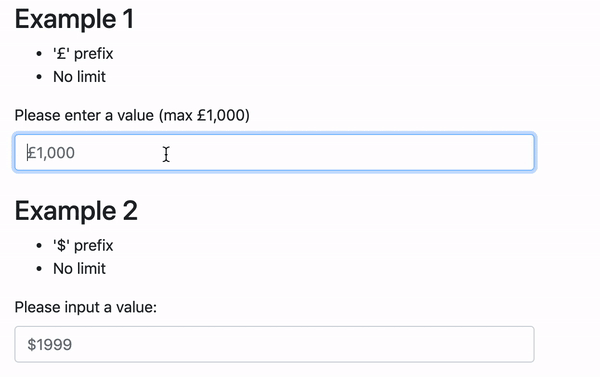 Example 1
• '£' prefix
• No limit
Please enter a value (max £1,000)
£1,000
Example 2
• '$' prefix
• No limit
Please input a value:
$1999